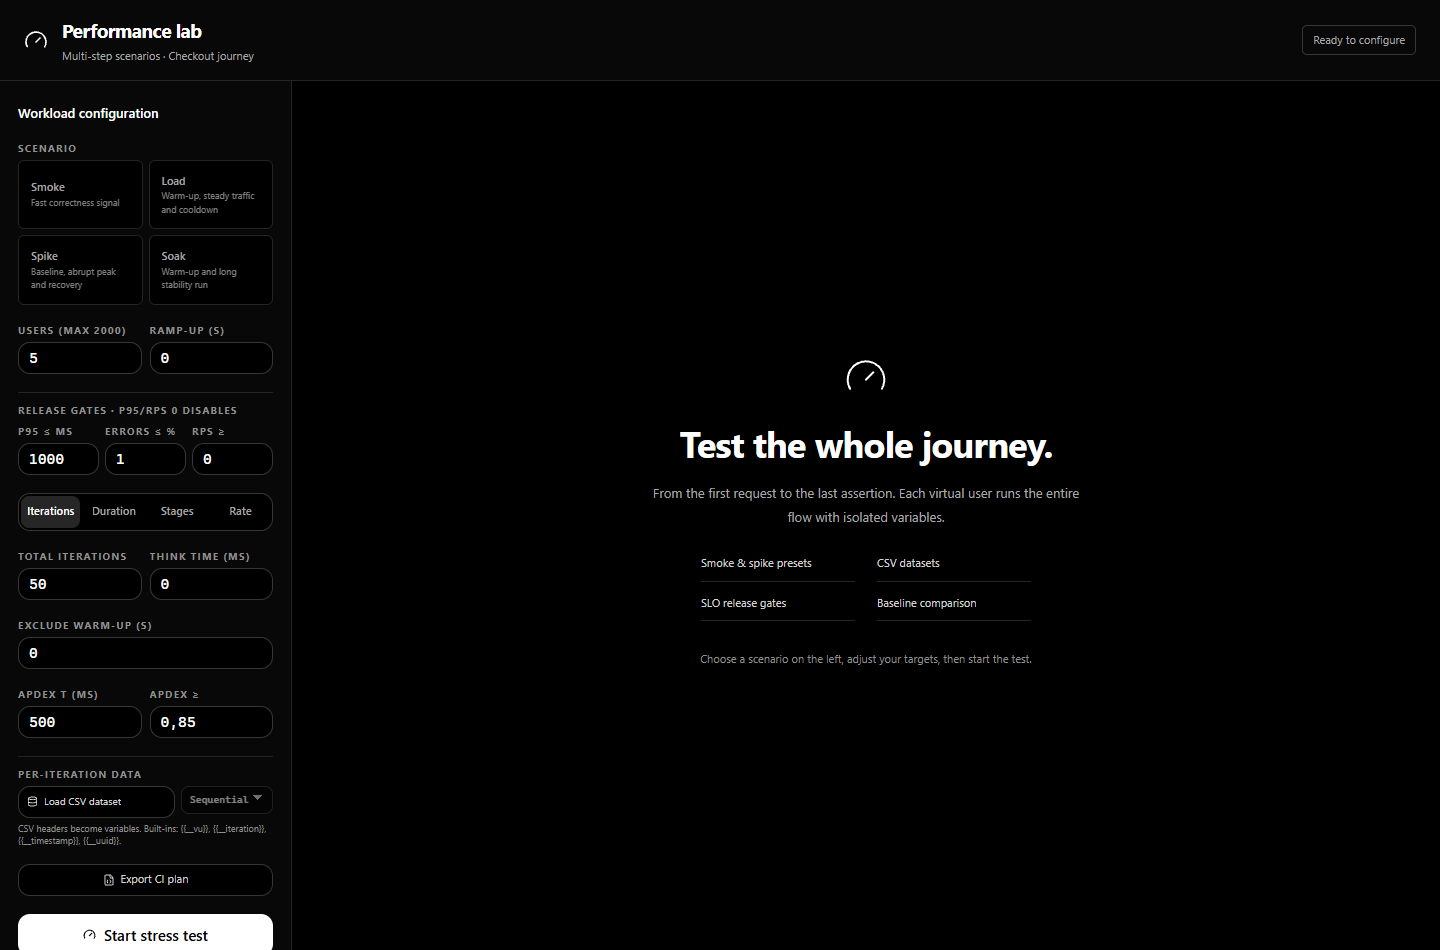 Performance lab
Multi-step scenarios · Checkout journey
Ready to configure
Workload configuration
SCENARIO
Smoke
Fast correctness signal
Load
Warm-up, steady traffic
and cooldown
Spike
Baseline, abrupt peak
and recovery
Soak
Warm-up and long
stability run
USERS (MAX 2000)
RAMP-UP (S)
5
0
RELEASE GATES · P95/RPS 0 DISABLES
P95 ≤ MS
ERRORS ≤ %
RPS ≥
1000
1
0
Iterations
Duration
Stages
Rate
TOTAL ITERATIONS
THINK TIME (MS)
50
0
EXCLUDE WARM-UP (S)
0
APDEX T (MS)
APDEX ≥
500
0,85
PER-ITERATION DATA
Load CSV dataset
Sequential
CSV headers become variables. Built-ins: {{__vu}}, {{__iteration}},
{{__timestamp}}, {{__uuid}}.
Export CI plan
Start stress test
Test the whole journey.
From the first request to the last assertion. Each virtual user runs the entire
flow with isolated variables.
Smoke & spike presets
CSV datasets
SLO release gates
Baseline comparison
Choose a scenario on the left, adjust your targets, then start the test.